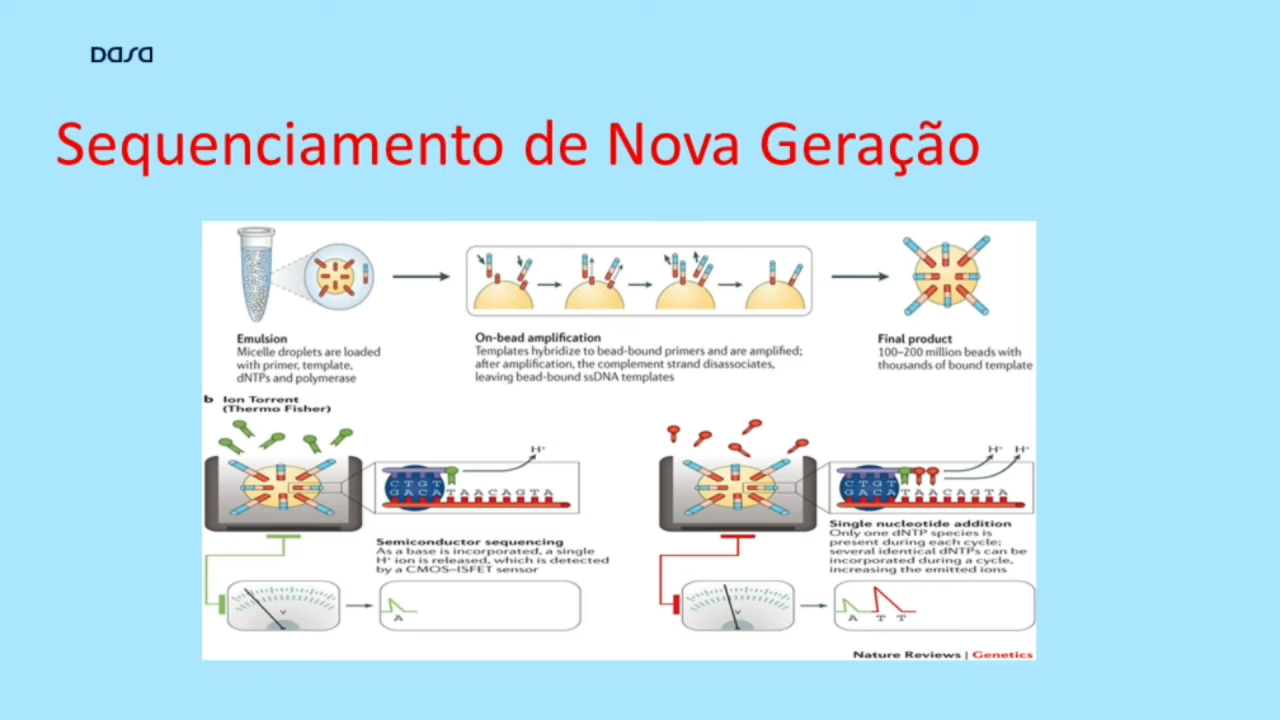 Dasa
Sequenciamento de Nova Geração
Emulsion
Micelle droplets are loaded
with primer, template,
dNTPs and polymerase
On-bead amplification
Templates hybridize to bead-bound primers and are amplified;
after amplification, the complement strand disassociates,
leaving bead-bound ssDNA templates
Final product
100–200 million beads with
thousands of bound template
b Ion Torrent
(Thermo Fisher)
H⁺
CTGT
GACATAACAGTA
Semiconductor sequencing
As a base is incorporated, a single
H⁺ ion is released, which is detected
by a CMOS–ISFET sensor
V
A
H⁺ H⁺
CTGT
GACATAACAGTA
Single nucleotide addition
Only one dNTP species is
present during each cycle;
several identical dNTPs can be
incorporated during a cycle,
increasing the emitted ions
V
A T T
Nature Reviews | Genetics